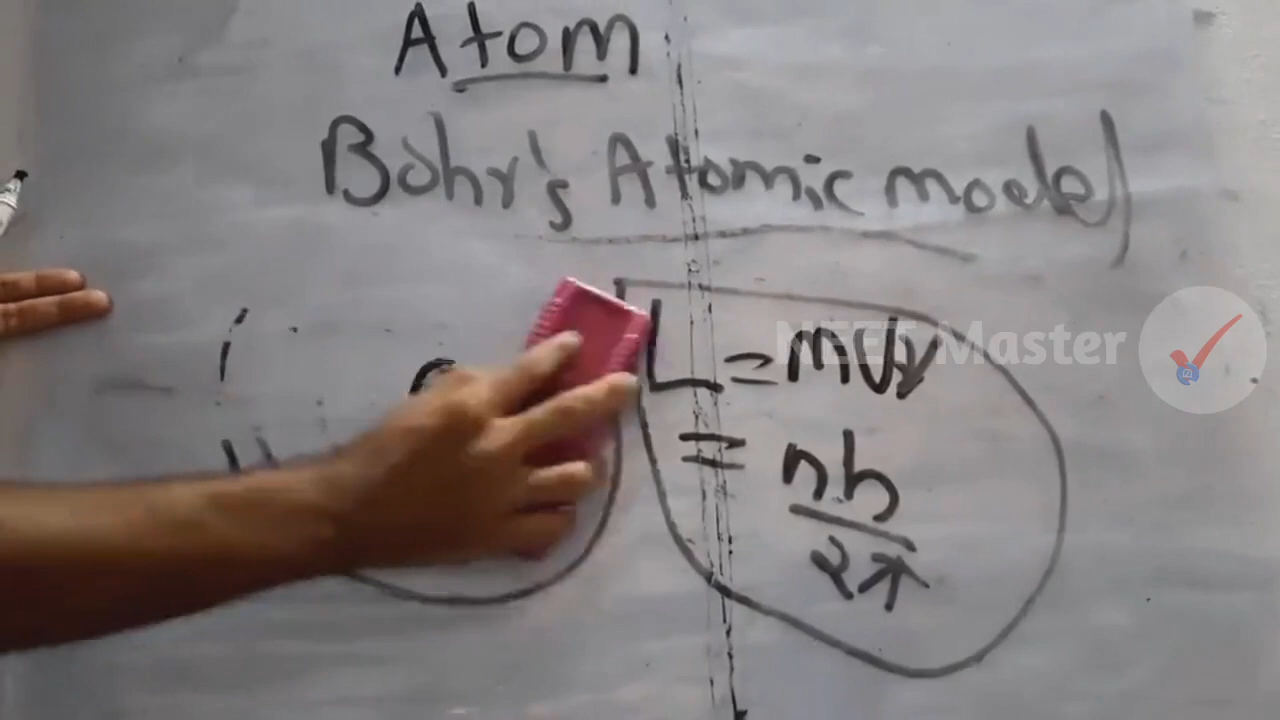 Atom
Bohr's Atomic model
NEET Master
L = mvr
= nh
2π